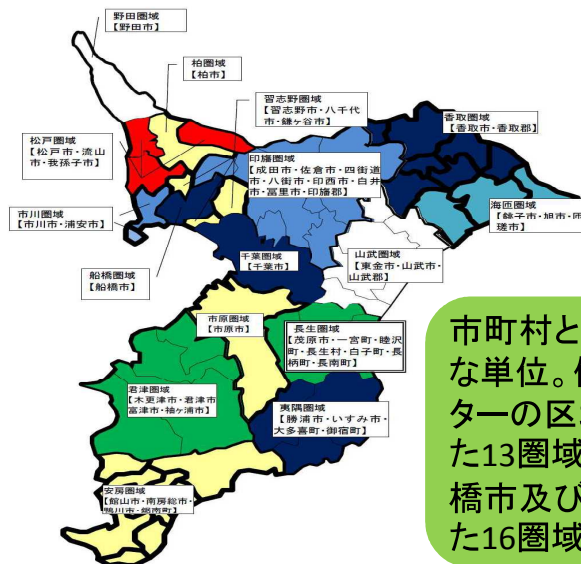 野田圏域
【野田市】
柏圏域
【柏市】
習志野圏域
【習志野市・八千代
市・鎌ヶ谷市】
香取圏域
【香取市・香取郡】
松戸圏域
【松戸市・流山
市・我孫子市】
印旛圏域
【成田市・佐倉市・四街道
市・八街市・印西市・白井
市・冨里市・印旛郡】
海匝圏域
【銚子市・旭市・匝
瑳市】
市川圏域
【市川市・浦安市】
船橋圏域
【船橋市】
千葉圏域
【千葉市】
山武圏域
【東金市・山武市・
山武郡】
市原圏域
【市原市】
長生圏域
【茂原市・一宮町・睦沢
町・長生村・白子町・長
柄町・長南町】
君津圏域
【木更津市・君津市
富津市・袖ヶ浦市】
夷隅圏域
【勝浦市・いすみ市・
大多喜町・御宿町】
安房圏域
【館山市・南房総市・
鴨川市・鋸南町】
市町村と
な単位。
ターの区
た13圏域
橋市及び
た16圏域